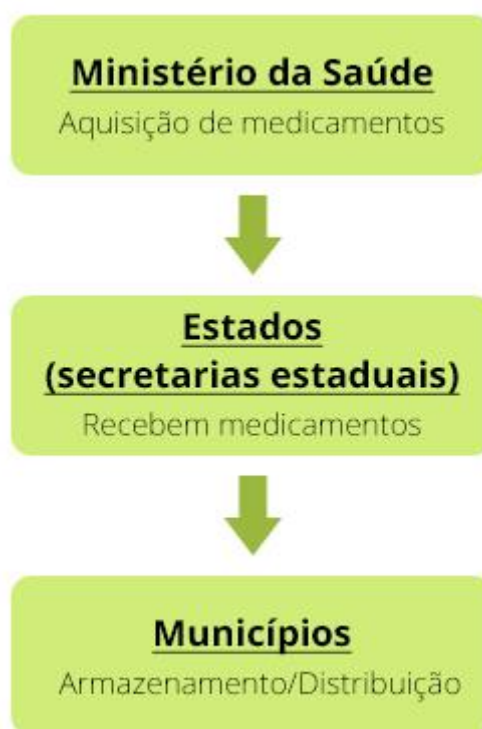 Ministério da Saúde
Aquisição de medicamentos
Estados
(secretarias estaduais)
Recebem medicamentos
Municípios
Armazenamento/Distribuição